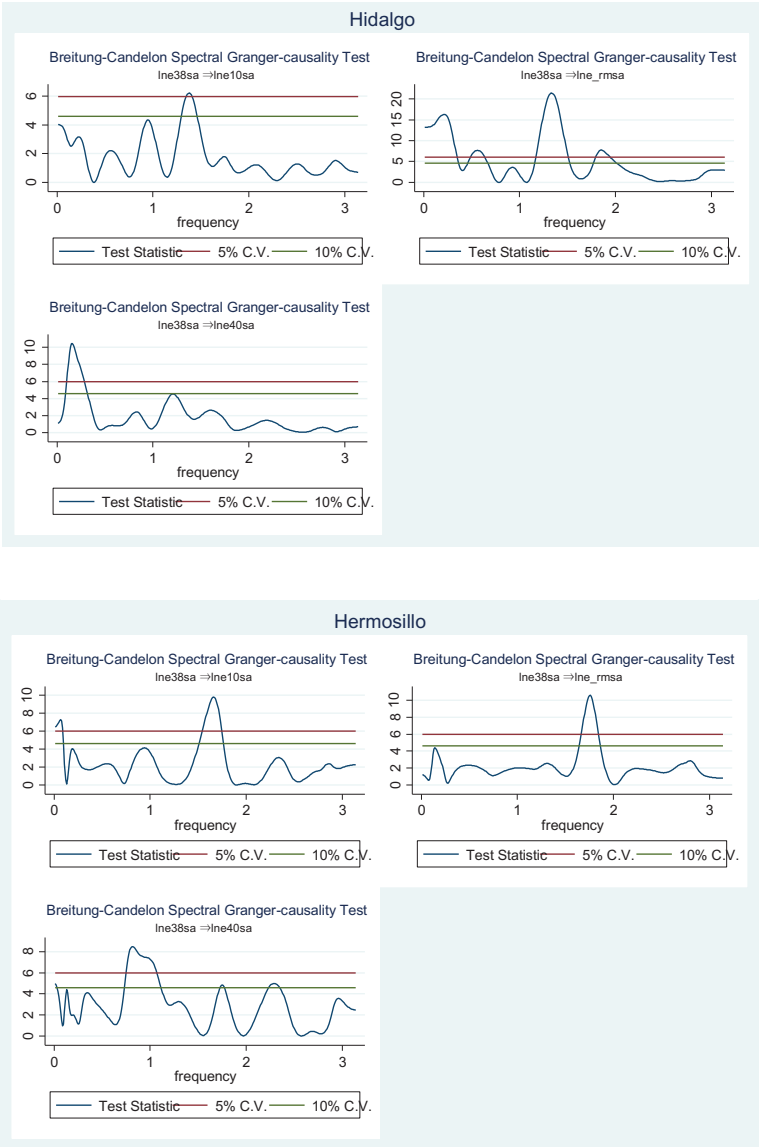 Hidalgo
Breitung-Candelon Spectral Granger-causality Test
lne38sa ⇒lne10sa
0 2 4 6
0 1 2 3
frequency
Test Statistic 5% C.V. 10% C.V.
Breitung-Candelon Spectral Granger-causality Test
lne38sa ⇒lne_rmsa
0 5 10 15 20
0 1 2 3
frequency
Test Statistic 5% C.V. 10% C.V.
Breitung-Candelon Spectral Granger-causality Test
lne38sa ⇒lne40sa
0 2 4 6 8 10
0 1 2 3
frequency
Test Statistic 5% C.V. 10% C.V.
Hermosillo
Breitung-Candelon Spectral Granger-causality Test
lne38sa ⇒lne10sa
0 2 4 6 8 10
0 1 2 3
frequency
Test Statistic 5% C.V. 10% C.V.
Breitung-Candelon Spectral Granger-causality Test
lne38sa ⇒lne_rmsa
0 2 4 6 8 10
0 1 2 3
frequency
Test Statistic 5% C.V. 10% C.V.
Breitung-Candelon Spectral Granger-causality Test
lne38sa ⇒lne40sa
0 2 4 6 8
0 1 2 3
frequency
Test Statistic 5% C.V. 10% C.V.